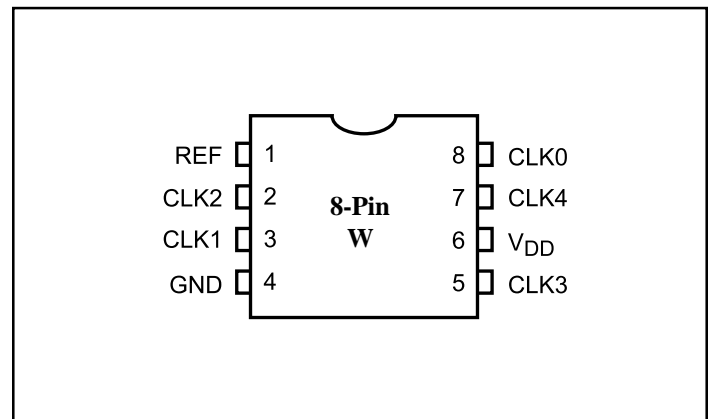 REF 1 8 CLK0
CLK2 2 7 CLK4
8-Pin
W
CLK1 3 6 VDD
GND 4 5 CLK3